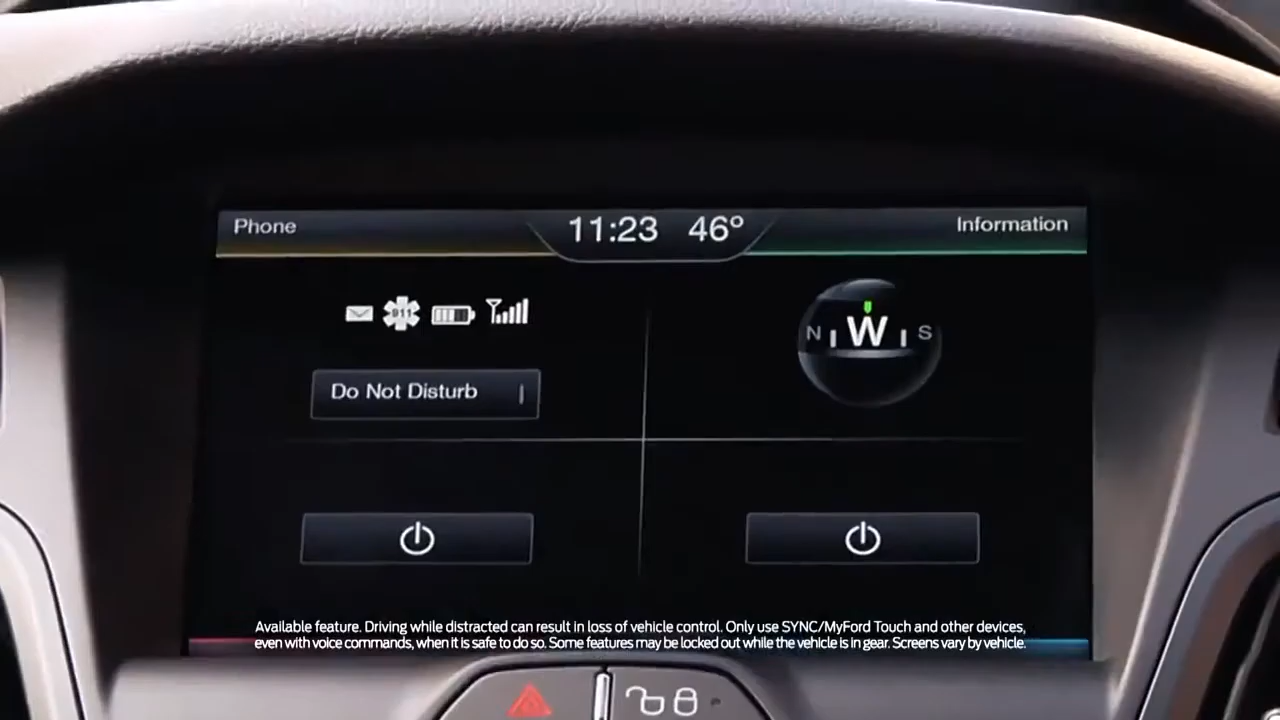 Phone
11:23 46º
Information
911
N W S
Do Not Disturb
Available feature. Driving while distracted can result in loss of vehicle control. Only use SYNC/MyFord Touch and other devices,
even with voice commands, when it is safe to do so. Some features may be locked out while the vehicle is in gear. Screens vary by vehicle.